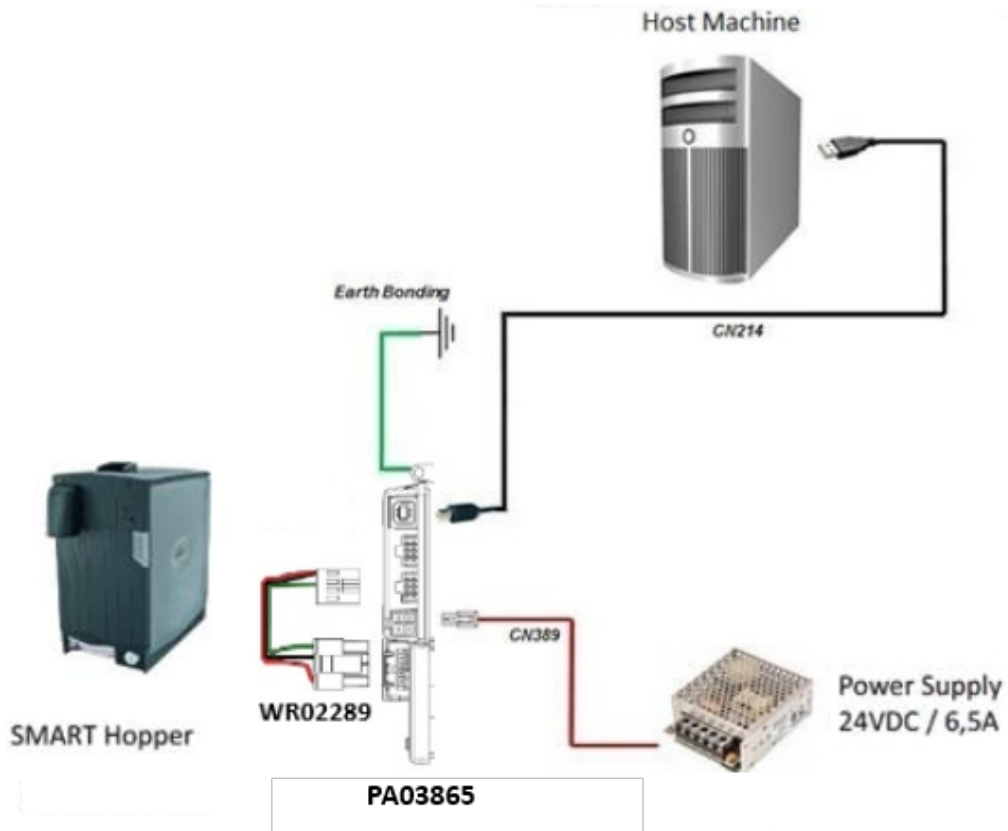 Host Machine
Earth Bonding
CN214
CN389
WR02289
SMART Hopper
Power Supply
24VDC / 6,5A
PA03865